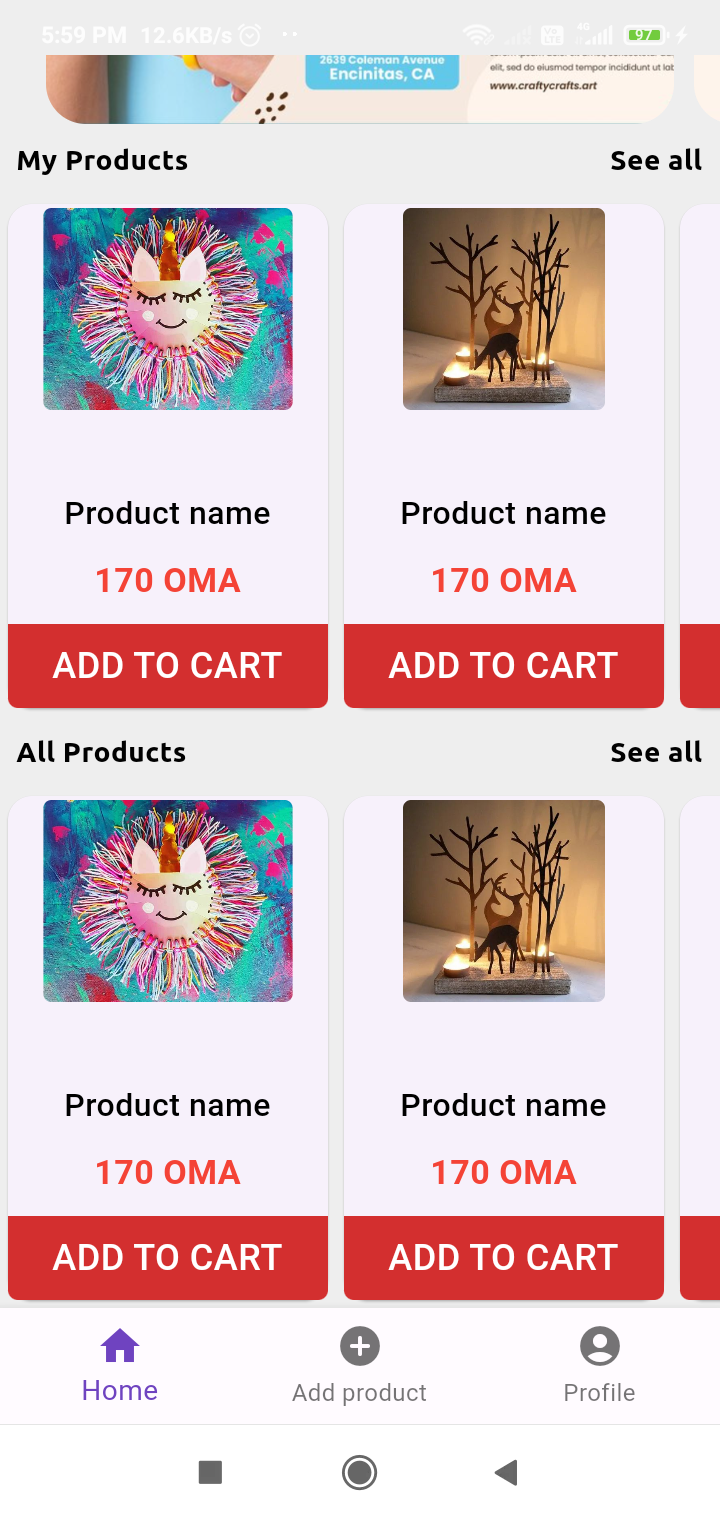 5:59 PM 12.6KB/s
4G
97
2639 Coleman Avenue
Encinitas, CA
elit, sed do eiusmod tempor incididunt ut lab
www.craftycrafts.art
My Products See all
Product name Product name
170 OMA 170 OMA
ADD TO CART ADD TO CART
All Products See all
Product name Product name
170 OMA 170 OMA
ADD TO CART ADD TO CART
Home Add product Profile